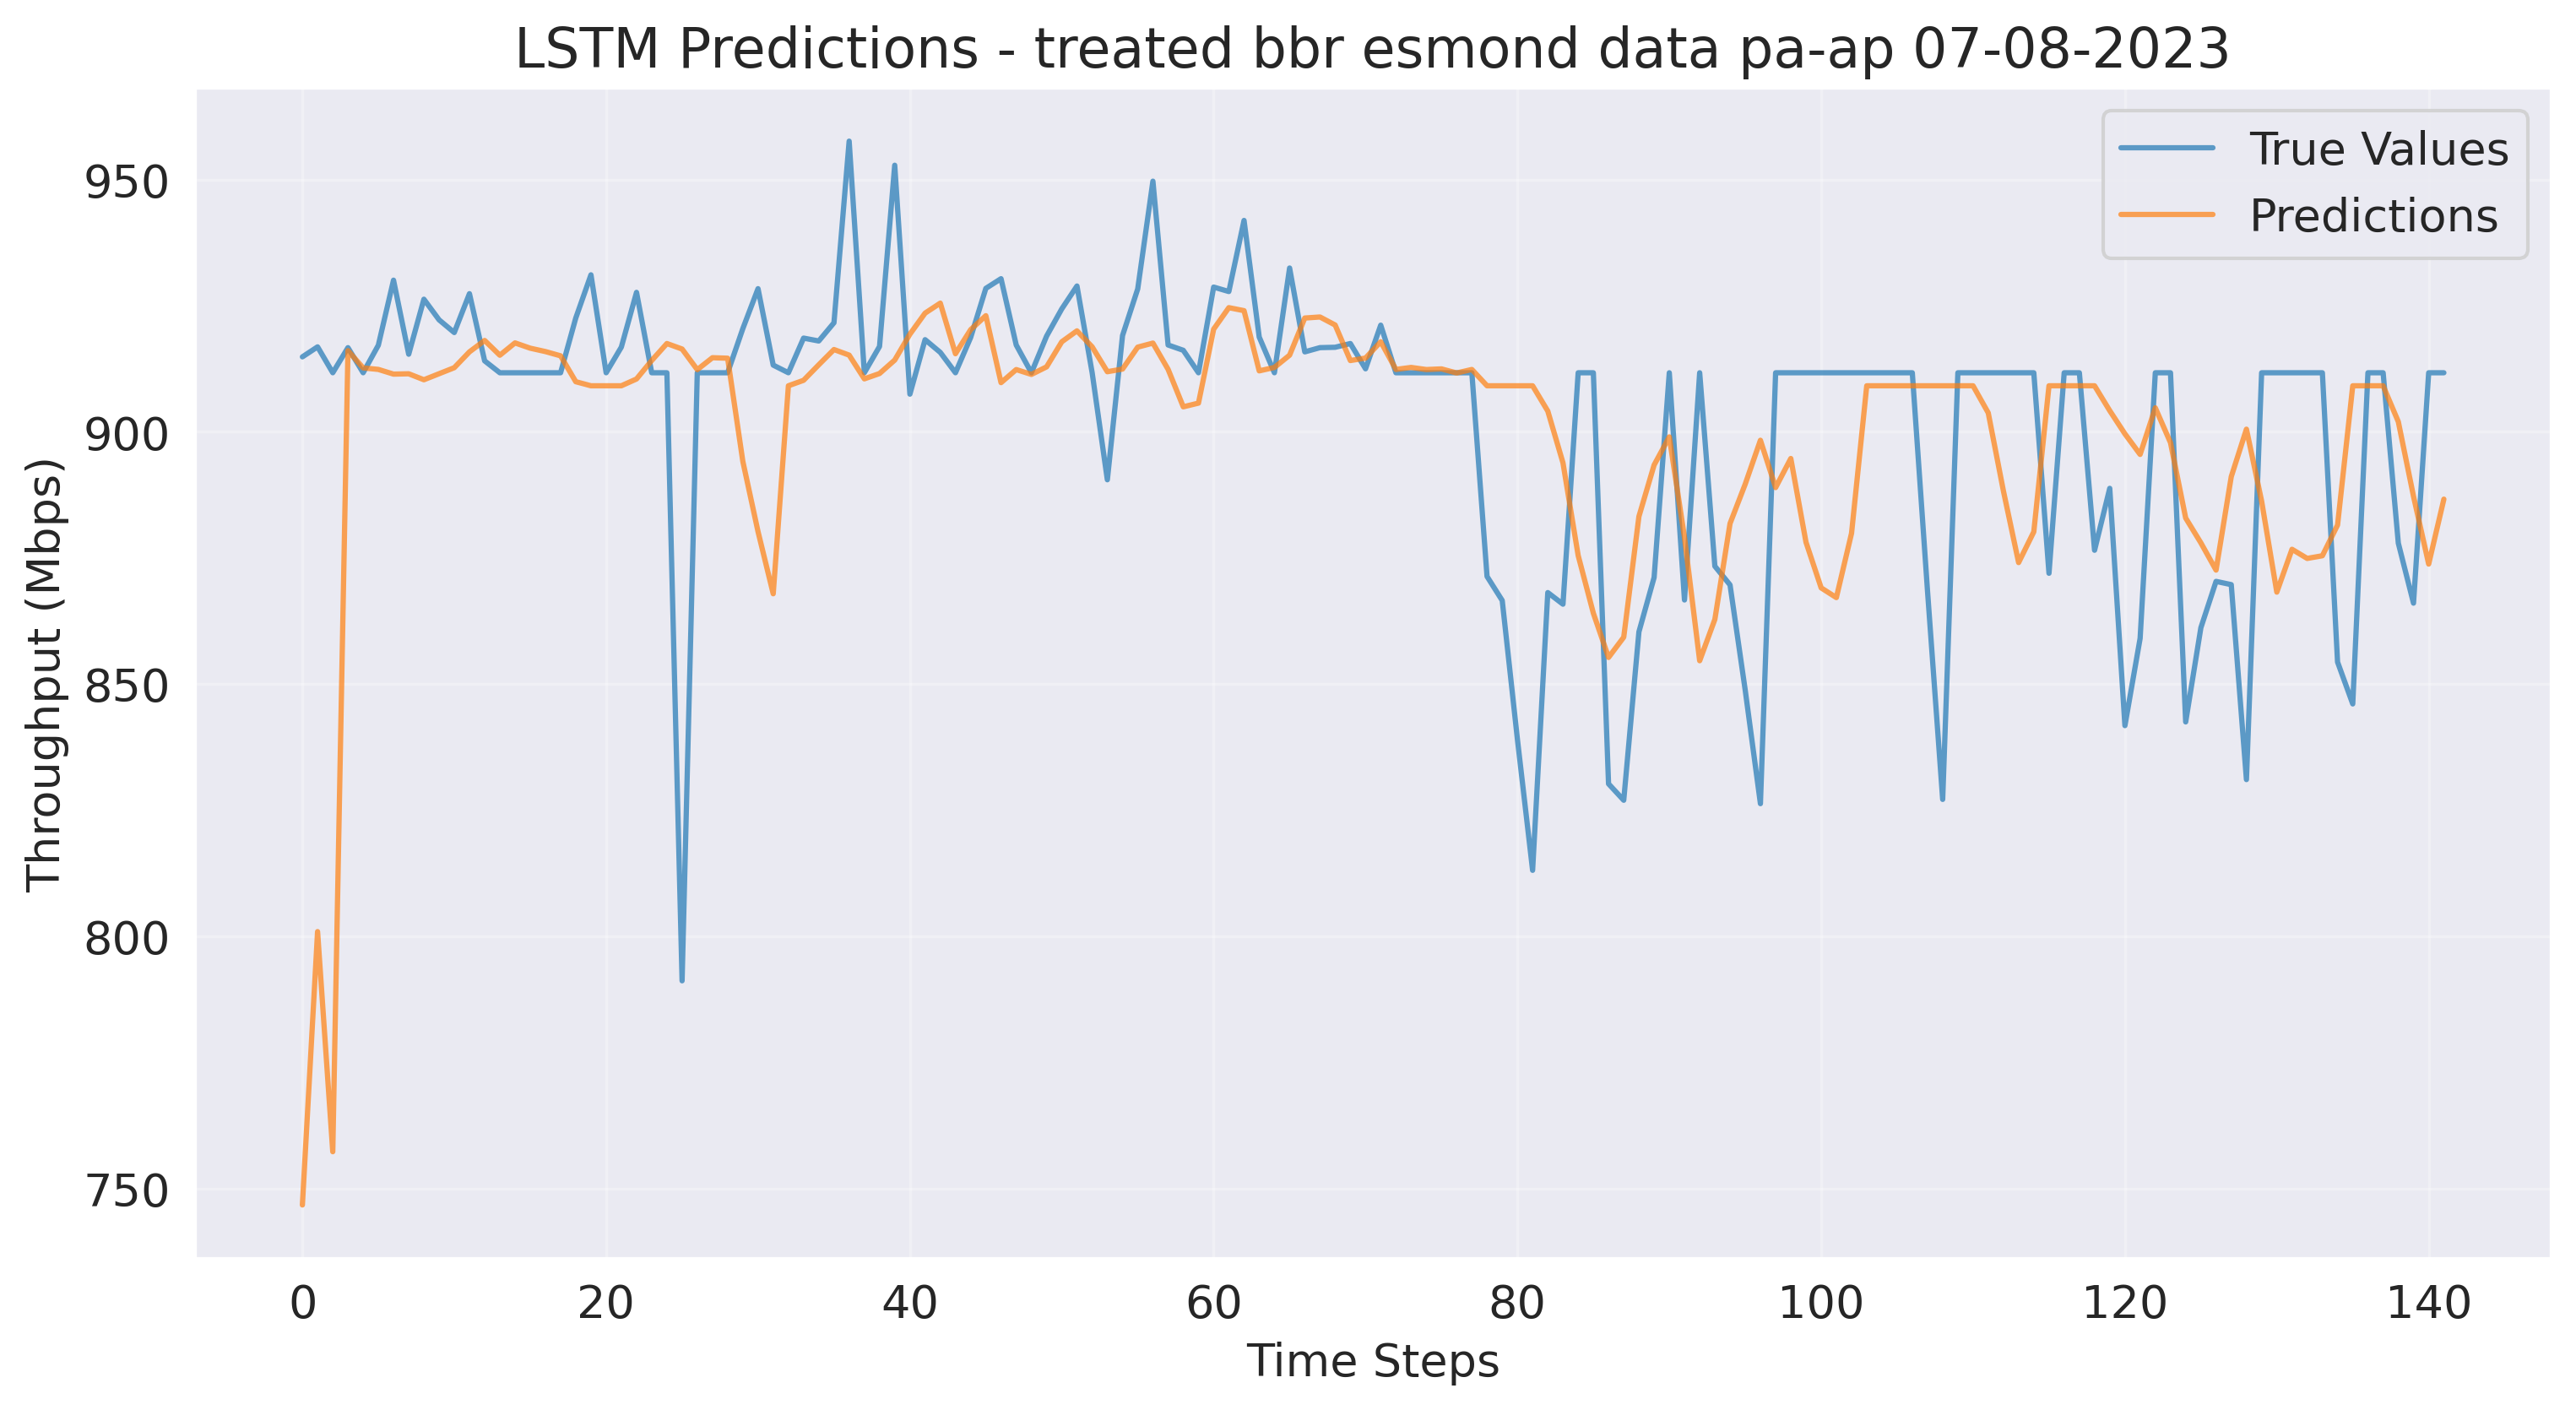 LSTM Predictions - treated bbr esmond data pa-ap 07-08-2023
True Values
Predictions
Throughput (Mbps)
950
900
850
800
750
0 20 40 60 80 100 120 140
Time Steps